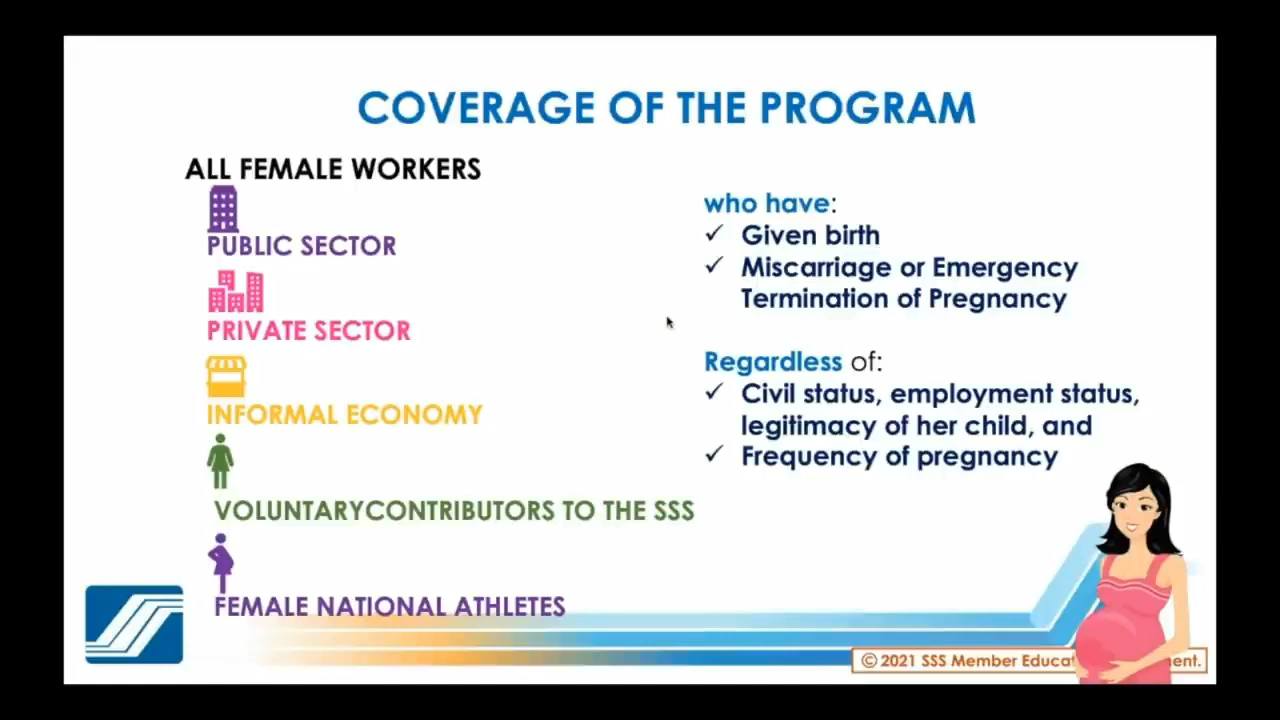 COVERAGE OF THE PROGRAM
ALL FEMALE WORKERS
PUBLIC SECTOR
PRIVATE SECTOR
INFORMAL ECONOMY
VOLUNTARYCONTRIBUTORS TO THE SSS
FEMALE NATIONAL ATHLETES
who have:
✓ Given birth
✓ Miscarriage or Emergency
Termination of Pregnancy
Regardless of:
✓ Civil status, employment status,
legitimacy of her child, and
✓ Frequency of pregnancy
© 2021 SSS Member